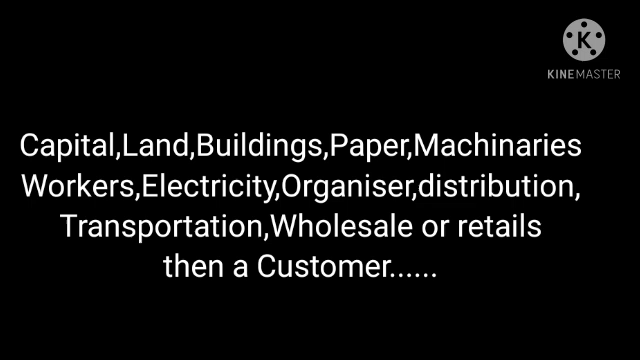 KINEMASTER
Capital,Land,Buildings,Paper,Machinaries
Workers,Electricity,Organiser,distribution,
Transportation,Wholesale or retails
then a Customer......